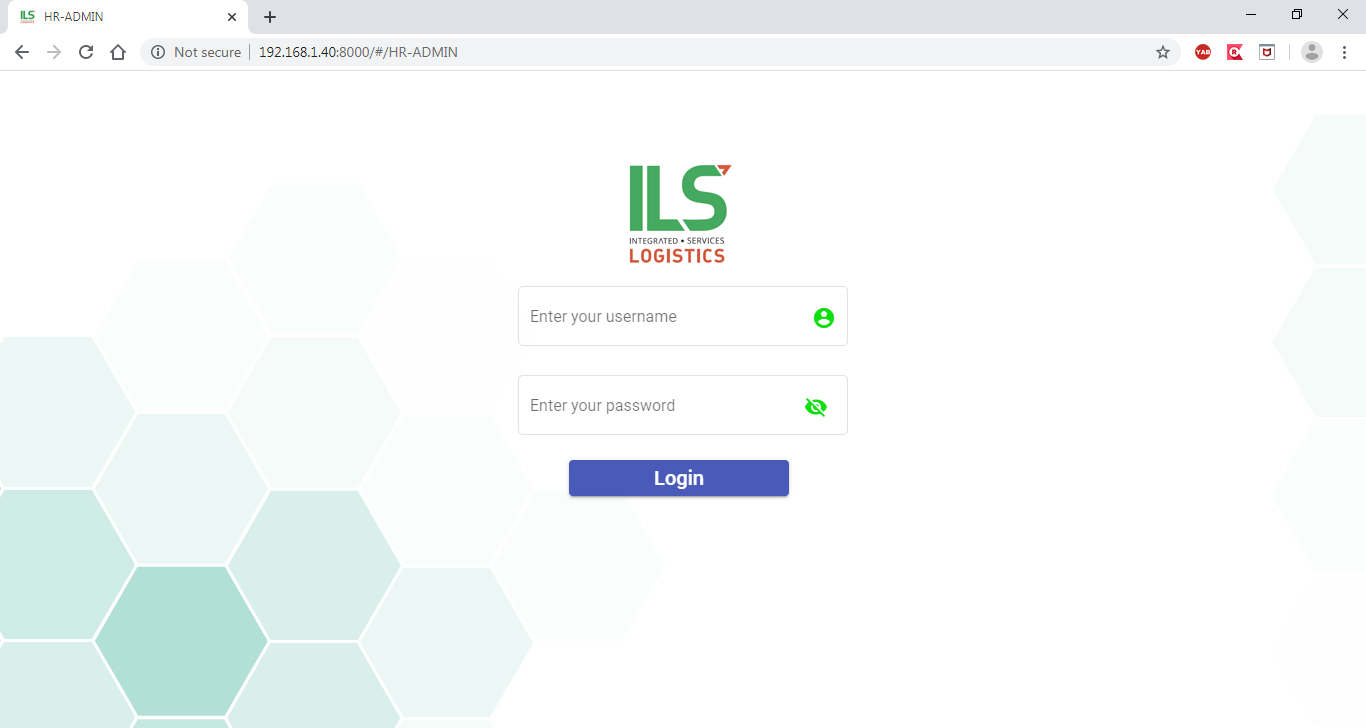 ILS HR-ADMIN
Not secure 192.168.1.40:8000/#/HR-ADMIN
YAB
ILS
INTEGRATED • SERVICES
LOGISTICS
Enter your username
Enter your password
Login